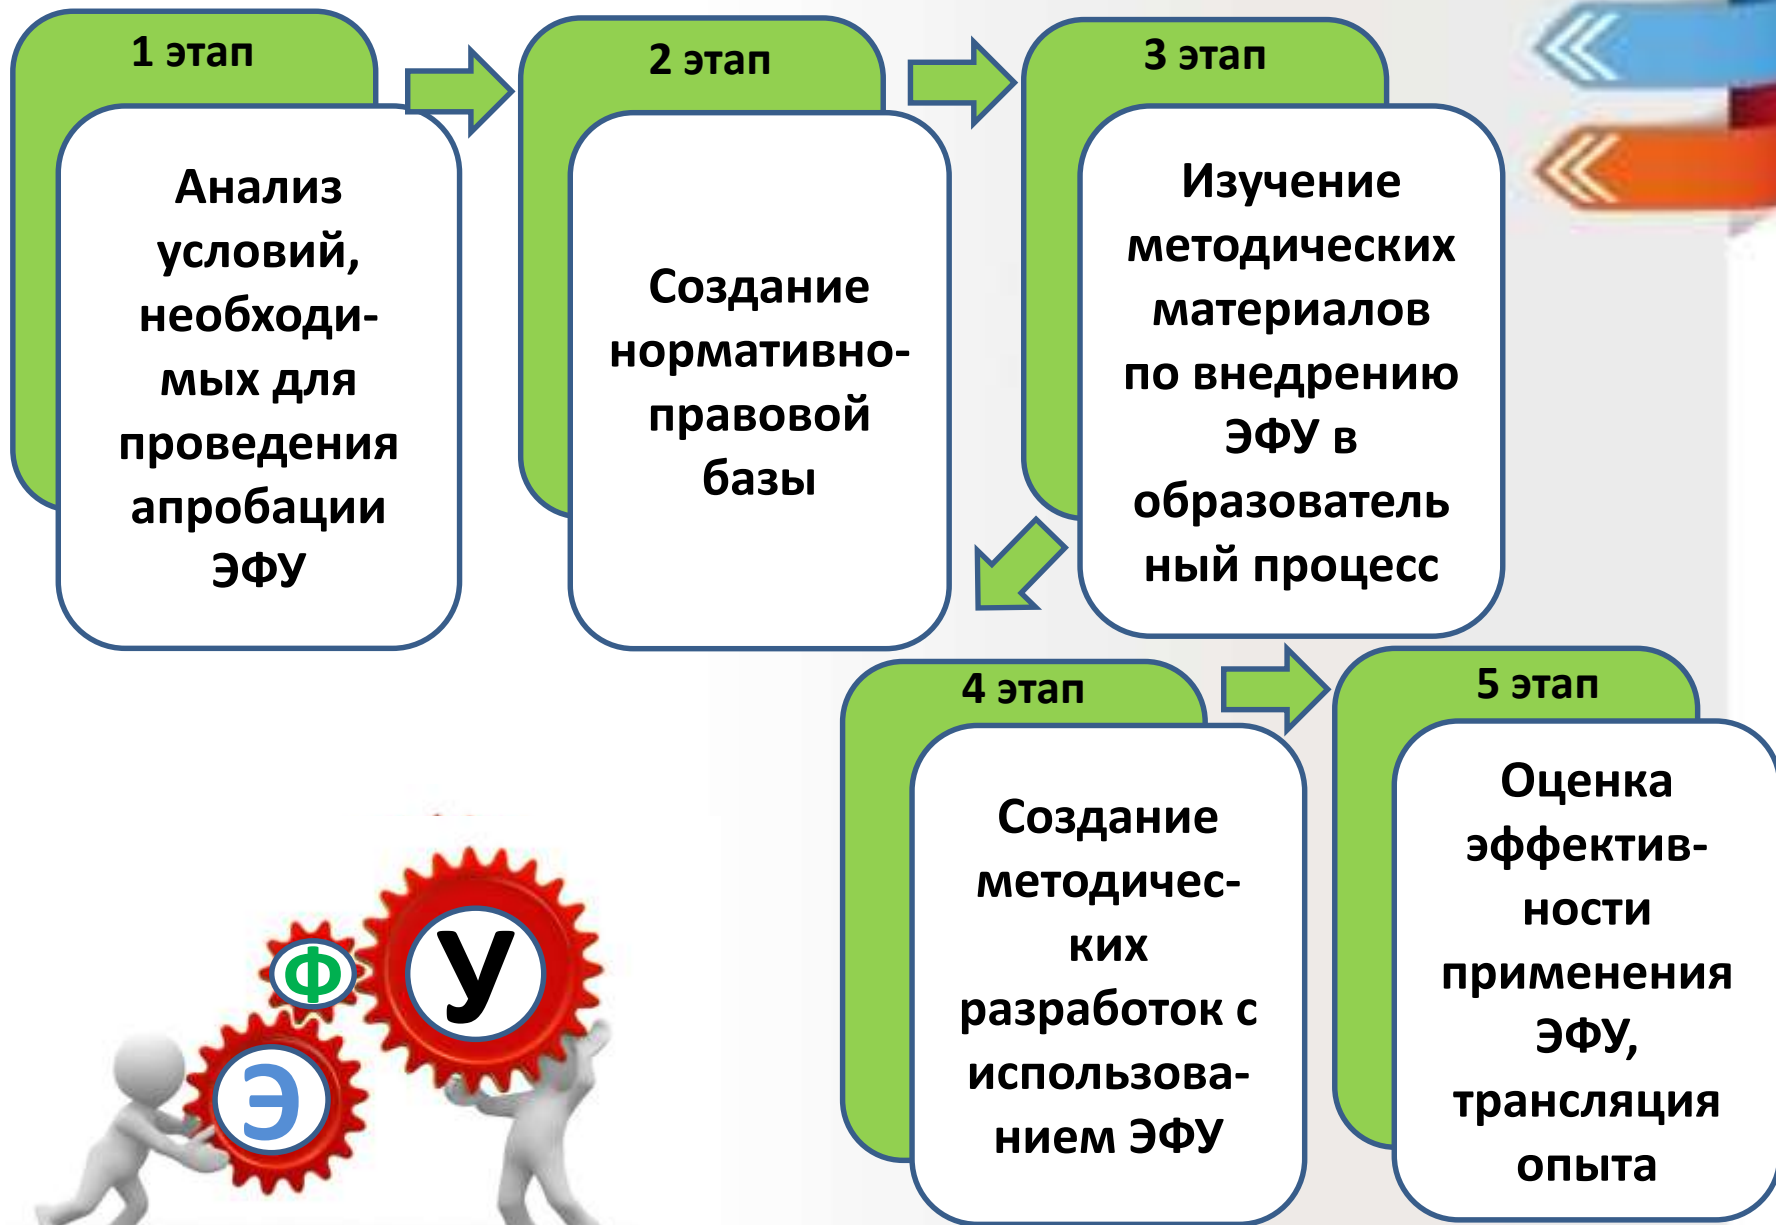 1 этап
Анализ
условий,
необходи-
мых для
проведения
апробации
ЭФУ
2 этап
Создание
нормативно-
правовой
базы
3 этап
Изучение
методических
материалов
по внедрению
ЭФУ в
образователь
ный процесс
4 этап
Создание
методичес-
ких
разработок с
использова-
нием ЭФУ
5 этап
Оценка
эффектив-
ности
применения
ЭФУ,
трансляция
опыта
Э
Ф
У